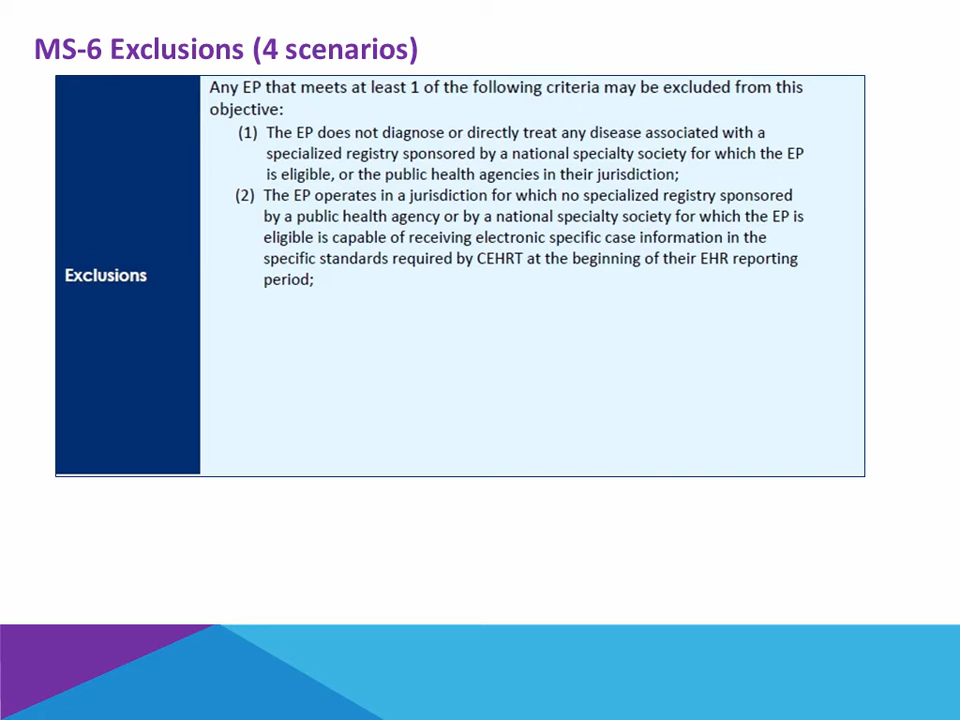 MS-6 Exclusions (4 scenarios)
Exclusions
Any EP that meets at least 1 of the following criteria may be excluded from this
objective:
(1) The EP does not diagnose or directly treat any disease associated with a
specialized registry sponsored by a national specialty society for which the EP
is eligible, or the public health agencies in their jurisdiction;
(2) The EP operates in a jurisdiction for which no specialized registry sponsored
by a public health agency or by a national specialty society for which the EP is
eligible is capable of receiving electronic specific case information in the
specific standards required by CEHRT at the beginning of their EHR reporting
period;